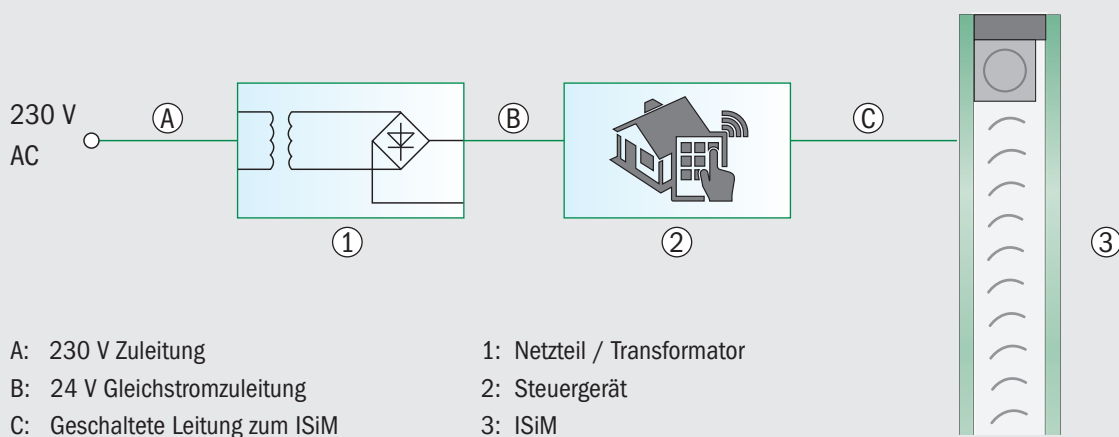 230 V
AC
A
B
C
1
2
3
A: 230 V Zuleitung
B: 24 V Gleichstromzuleitung
C: Geschaltete Leitung zum ISiM
1: Netzteil / Transformator
2: Steuergerät
3: ISiM